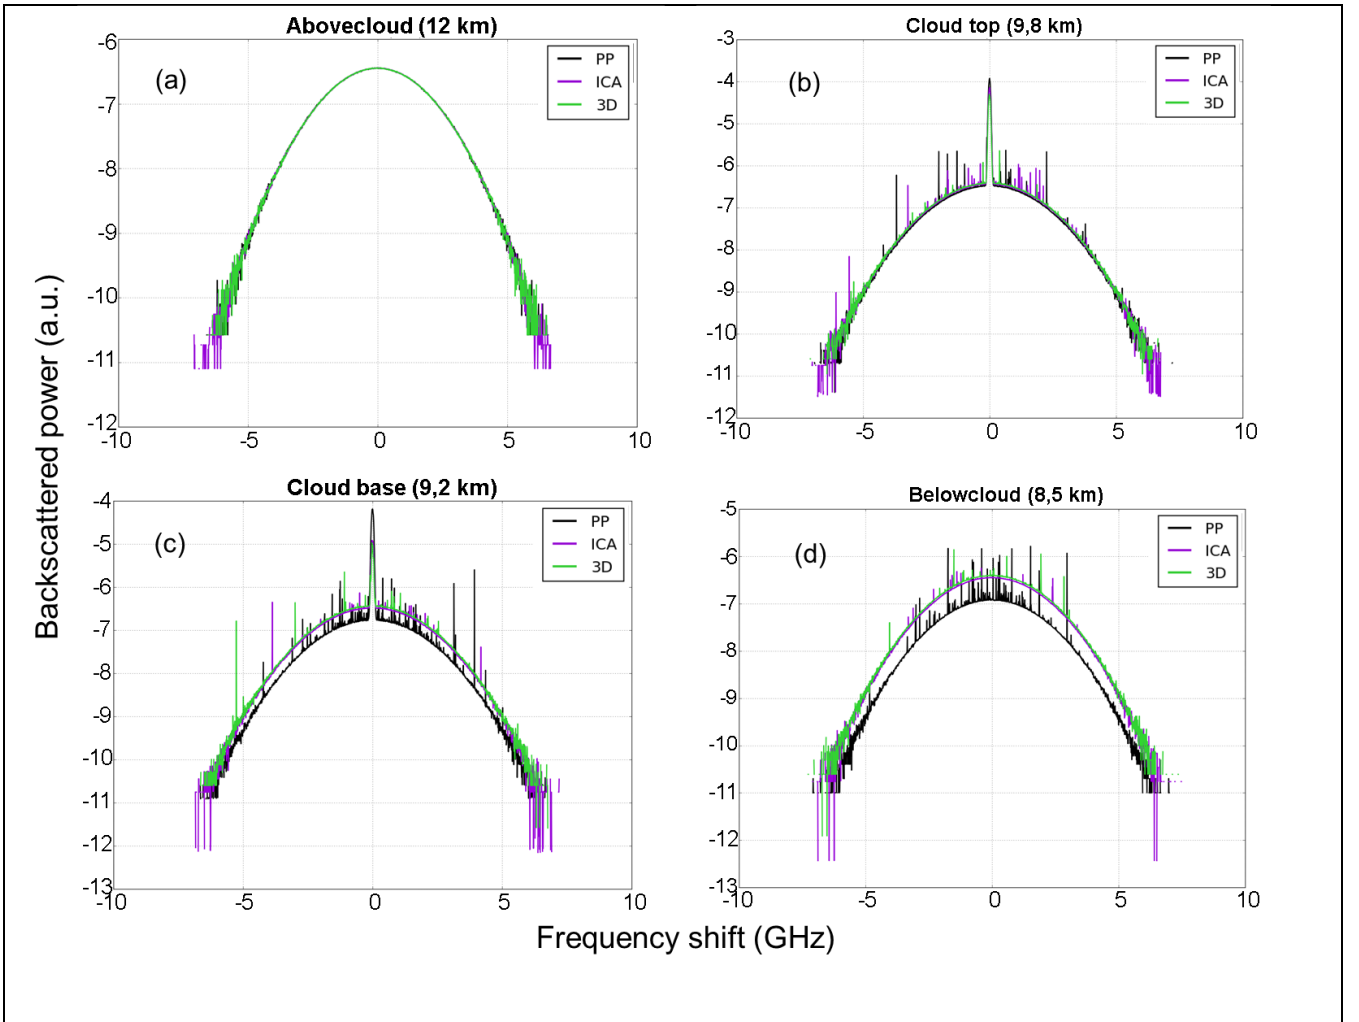 Abovecloud (12 km)
(a)
PP
ICA
3D
-6
-7
-8
-9
-10
-11
-12
-10
-5
0
5
10
Cloud top (9,8 km)
(b)
PP
ICA
3D
-3
-4
-5
-6
-7
-8
-9
-10
-11
-12
-10
-5
0
5
10
Backscattered power (a.u.)
Cloud base (9,2 km)
(c)
PP
ICA
3D
-4
-5
-6
-7
-8
-9
-10
-11
-12
-13
-10
-5
0
5
10
Belowcloud (8,5 km)
(d)
PP
ICA
3D
-5
-6
-7
-8
-9
-10
-11
-12
-13
-10
-5
0
5
10
Frequency shift (GHz)